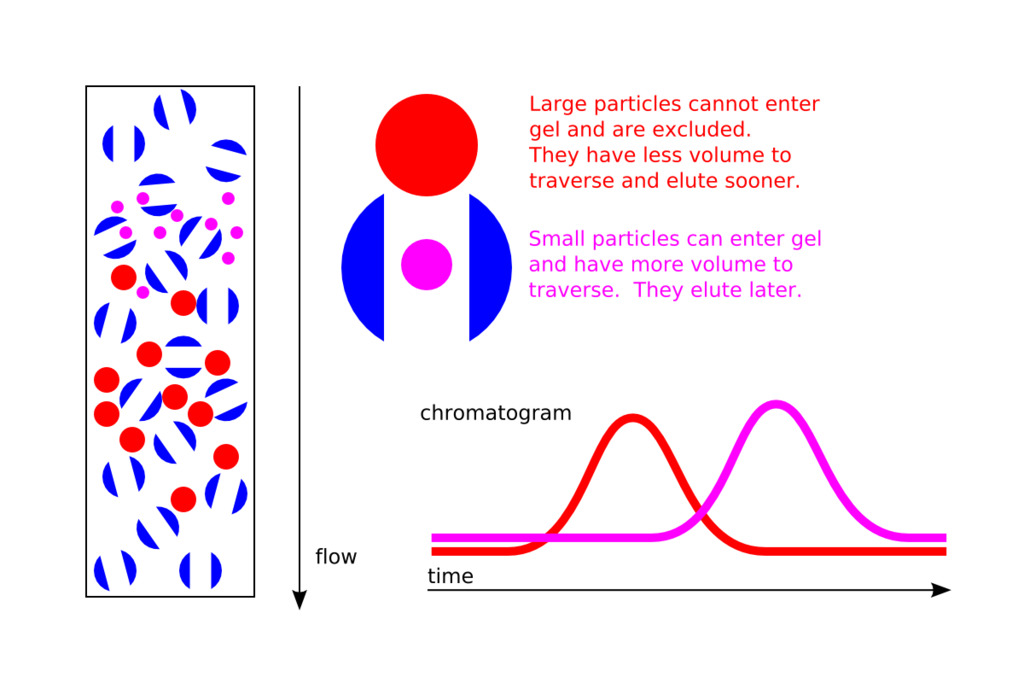 Large particles cannot enter
gel and are excluded.
They have less volume to
traverse and elute sooner.
Small particles can enter gel
and have more volume to
traverse.  They elute later.
chromatogram
flow
time